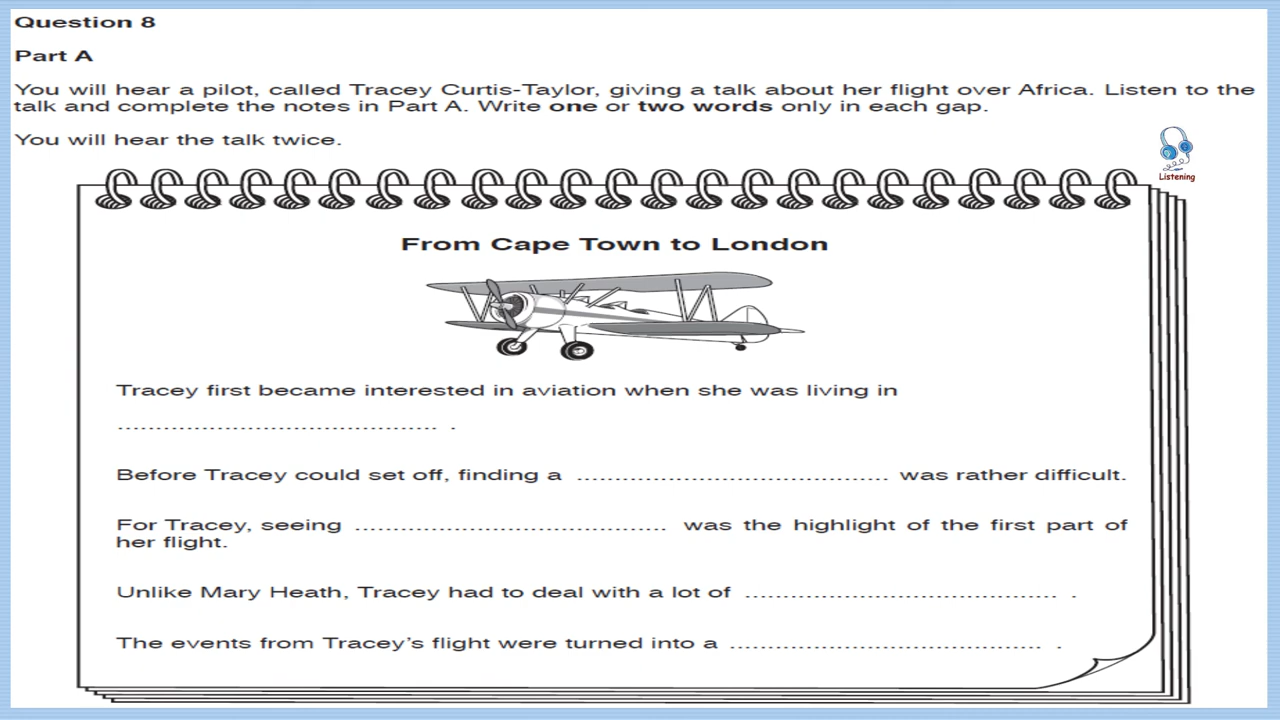 Question 8
Part A
You will hear a pilot, called Tracey Curtis-Taylor, giving a talk about her flight over Africa. Listen to the
talk and complete the notes in Part A. Write one or two words only in each gap.
You will hear the talk twice.
Listening
From Cape Town to London
Tracey first became interested in aviation when she was living in
.......................................... .
Before Tracey could set off, finding a ......................................... was rather difficult.
For Tracey, seeing ......................................... was the highlight of the first part of
her flight.
Unlike Mary Heath, Tracey had to deal with a lot of ......................................... .
The events from Tracey's flight were turned into a ......................................... .